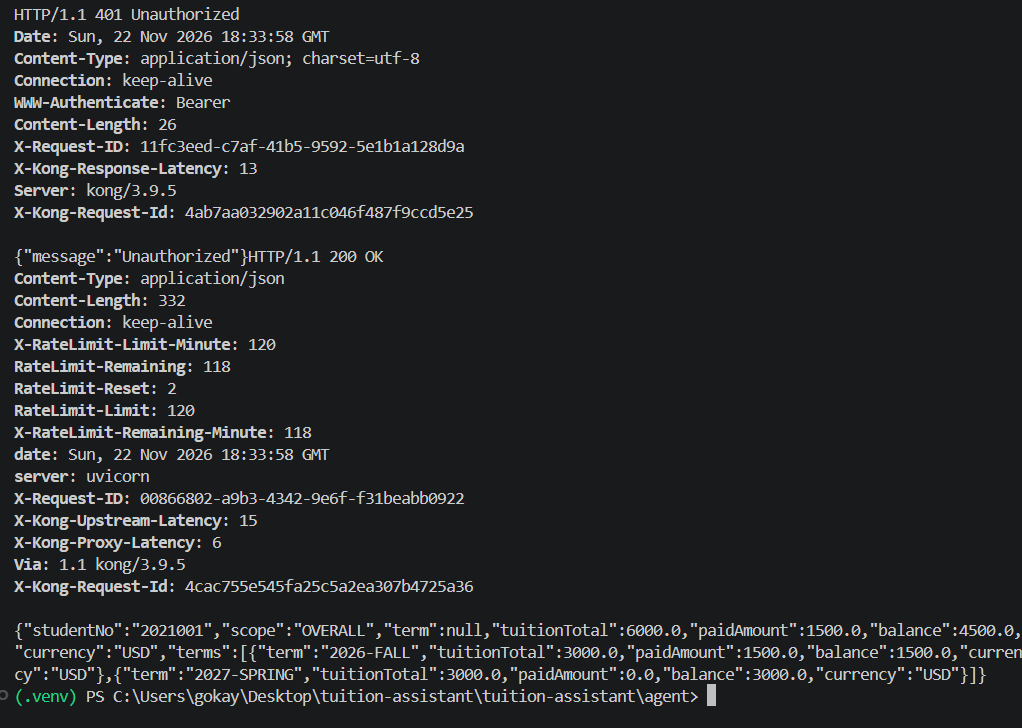 HTTP/1.1 401 Unauthorized
Date: Sun, 22 Nov 2026 18:33:58 GMT
Content-Type: application/json; charset=utf-8
Connection: keep-alive
WWW-Authenticate: Bearer
Content-Length: 26
X-Request-ID: 11fc3eed-c7af-41b5-9592-5e1b1a128d9a
X-Kong-Response-Latency: 13
Server: kong/3.9.5
X-Kong-Request-Id: 4ab7aa032902a11c046f487f9ccd5e25
{"message":"Unauthorized"}HTTP/1.1 200 OK
Content-Type: application/json
Content-Length: 332
Connection: keep-alive
X-RateLimit-Limit-Minute: 120
RateLimit-Remaining: 118
RateLimit-Reset: 2
RateLimit-Limit: 120
X-RateLimit-Remaining-Minute: 118
date: Sun, 22 Nov 2026 18:33:58 GMT
server: uvicorn
X-Request-ID: 00866802-a9b3-4342-9e6f-f31beabb0922
X-Kong-Upstream-Latency: 15
X-Kong-Proxy-Latency: 6
Via: 1.1 kong/3.9.5
X-Kong-Request-Id: 4cac755e545fa25c5a2ea307b4725a36
{"studentNo":"2021001","scope":"OVERALL","term":null,"tuitionTotal":6000.0,"paidAmount":1500.0,"balance":4500.0,
"currency":"USD","terms":[{"term":"2026-FALL","tuitionTotal":3000.0,"paidAmount":1500.0,"balance":1500.0,"curren
cy":"USD"},{"term":"2027-SPRING","tuitionTotal":3000.0,"paidAmount":0.0,"balance":3000.0,"currency":"USD"}]}
(.venv) PS C:\Users\gokay\Desktop\tuition-assistant\tuition-assistant\agent>